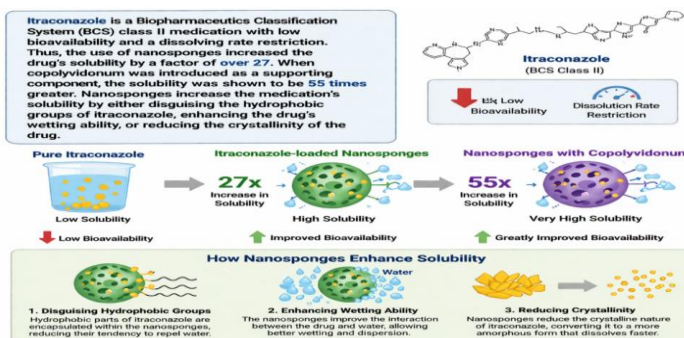 Itraconazole is a Biopharmaceutics Classification
System (BCS) class II medication with low
bioavailability and a dissolving rate restriction.
Thus, the use of nanosponges increased the
drug's solubility by a factor of over 27. When
copolyvidonum was introduced as a supporting
component, the solubility was shown to be 55 times
greater. Nanosponges increase the medication's
solubility by either disguising the hydrophobic
groups of itraconazole, enhancing the drug's
wetting ability, or reducing the crystallinity of
the drug.
Itraconazole
(BCS Class II)
Low
Bioavailability
Dissolution Rate
Restriction
Pure Itraconazole
Low Solubility
Low Bioavailability
Itraconazole-loaded Nanosponges
27x
Increase in
Solubility
High Solubility
Improved Bioavailability
Nanosponges with Copolyvidonum
55x
Increase in
Solubility
Very High Solubility
Greatly Improved Bioavailability
How Nanosponges Enhance Solubility
1. Disguising Hydrophobic Groups
Hydrophobic parts of itraconazole are
encapsulated within the nanosponges,
reducing their tendency to repel water.
Water
2. Enhancing Wetting Ability
The nanosponges improve the interaction
between the drug and water, allowing
better wetting and dispersion.
3. Reducing Crystallinity
Nanosponges reduce the crystalline nature
of itraconazole, converting it to a more
amorphous form that dissolves faster.